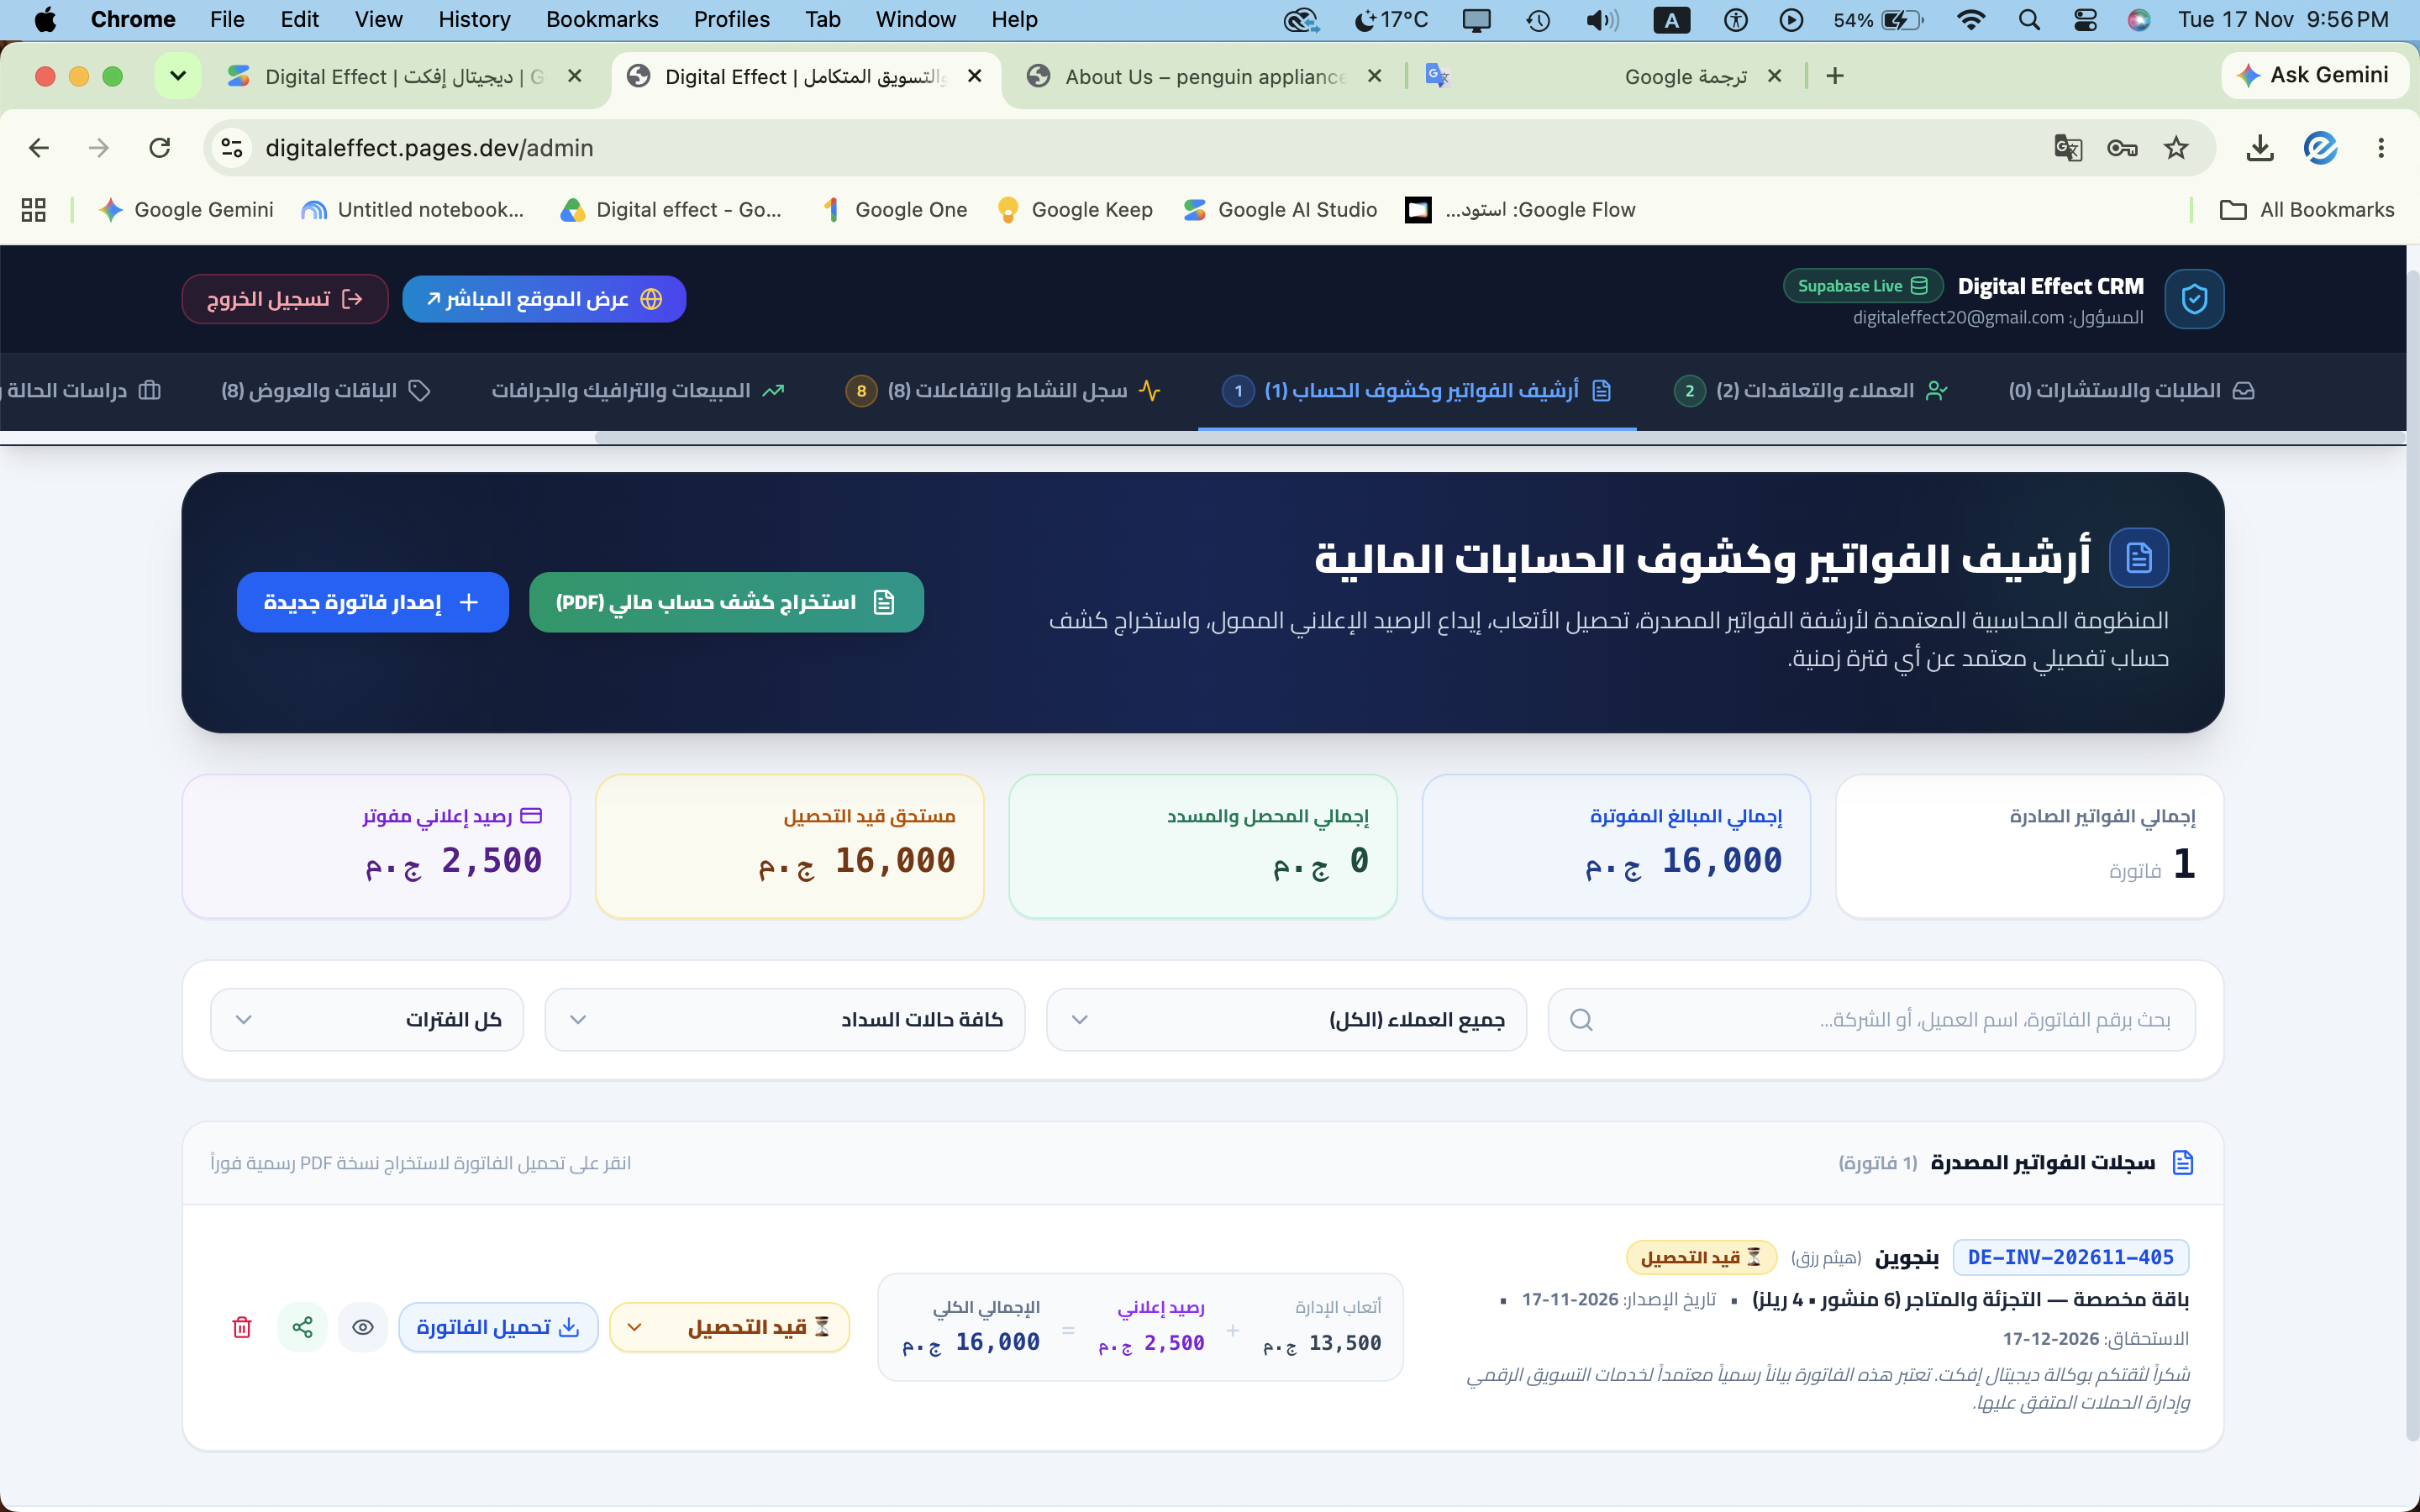 Chrome File Edit View History Bookmarks Profiles Tab Window Help 17°C A 54% Tue 17 Nov 9:56 PM
Digital Effect | ديجيتال إفكت | G
Digital Effect | والتسويق المتكامل
About Us – penguin appliance
ترجمة Google
Ask Gemini
digitaleffect.pages.dev/admin
Google Gemini
Untitled notebook...
Digital effect - Go...
Google One
Google Keep
Google AI Studio
Google Flow: استود...
All Bookmarks
Digital Effect CRM
Supabase Live
المسؤول: digitaleffect20@gmail.com
عرض الموقع المباشر
تسجيل الخروج
الطلبات والاستشارات (0)
العملاء والتعاقدات (2) 2
أرشيف الفواتير وكشوف الحساب (1) 1
سجل النشاط والتفاعلات (8) 8
المبيعات والترافيك والجرافات
الباقات والعروض (8)
دراسات الحالة
أرشيف الفواتير وكشوف الحسابات المالية
المنظومة المحاسبية المعتمدة لأرشفة الفواتير المصدرة، تحصيل الأتعاب، إيداع الرصيد الإعلاني الممول، واستخراج كشف
حساب تفصيلي معتمد عن أي فترة زمنية.
استخراج كشف حساب مالي (PDF)
إصدار فاتورة جديدة
إجمالي الفواتير الصادرة
1 فاتورة
إجمالي المبالغ المفوترة
16,000 ج.م
إجمالي المحصل والمسدد
0 ج.م
مستحق قيد التحصيل
16,000 ج.م
رصيد إعلاني مفوتر
2,500 ج.م
بحث برقم الفاتورة، اسم العميل، أو الشركة...
جميع العملاء (الكل)
كافة حالات السداد
كل الفترات
سجلات الفواتير المصدرة (1 فاتورة)
انقر على تحميل الفاتورة لاستخراج نسخة PDF رسمية فوراً
DE-INV-202611-405 بنجوين (هيثم رزق) ⏳ قيد التحصيل
باقة مخصصة — التجزئة والمتاجر (6 منشور • 4 ريلز) ▪ تاريخ الإصدار: 2026-11-17 ▪
الاستحقاق: 2026-12-17
شكراً لثقتكم بوكالة ديجيتال إفكت. تعتبر هذه الفاتورة بياناً رسمياً معتمداً لخدمات التسويق الرقمي
وإدارة الحملات المتفق عليها.
أتعاب الإدارة
13,500 ج.م
+
رصيد إعلاني
2,500 ج.م
=
الإجمالي الكلي
16,000 ج.م
⏳ قيد التحصيل
تحميل الفاتورة